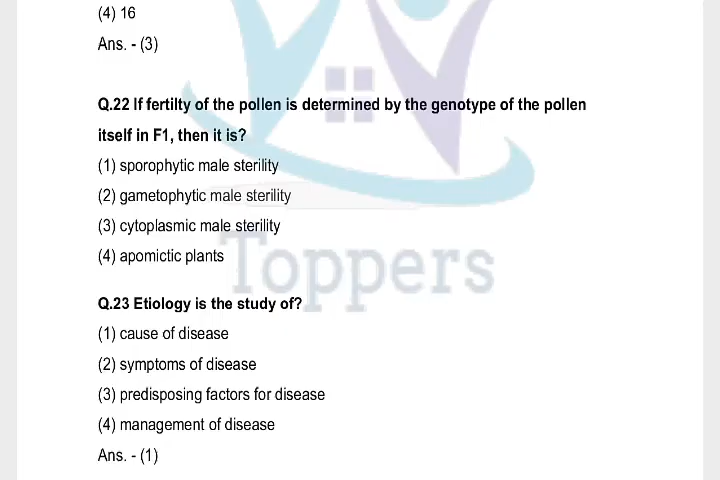 (4) 16
Ans. - (3)
Q.22 If fertilty of the pollen is determined by the genotype of the pollen
itself in F1, then it is?
(1) sporophytic male sterility
(2) gametophytic male sterility
(3) cytoplasmic male sterility
(4) apomictic plants
Toppers
Q.23 Etiology is the study of?
(1) cause of disease
(2) symptoms of disease
(3) predisposing factors for disease
(4) management of disease
Ans. - (1)